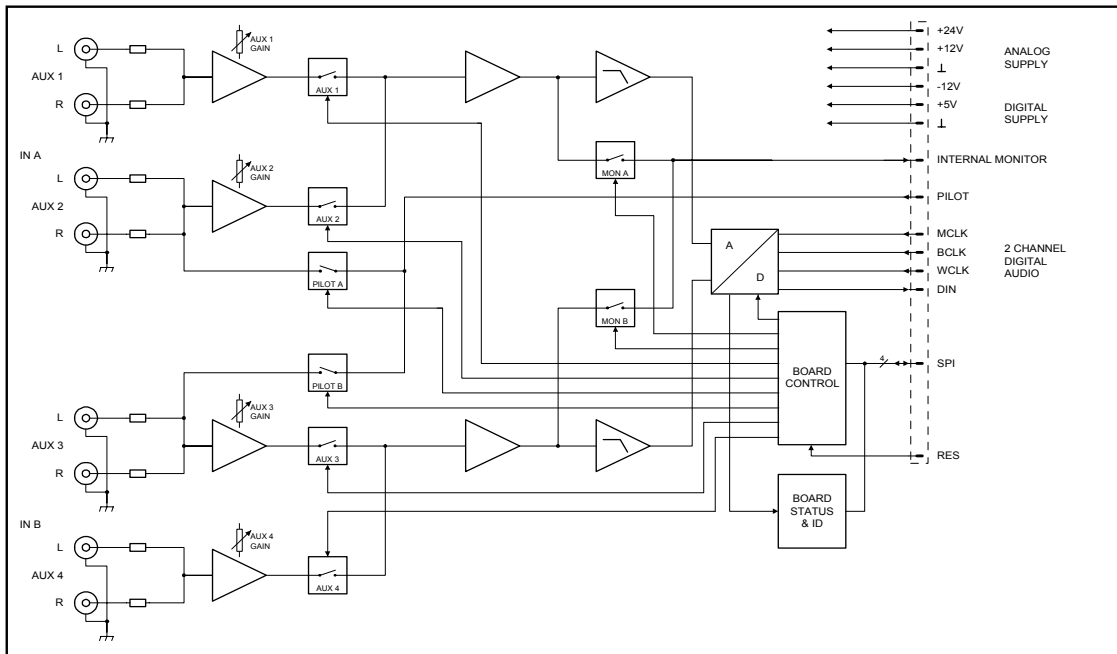 L
AUX 1
R
AUX 1
GAIN
AUX 1
IN A
L
AUX 2
R
AUX 2
GAIN
AUX 2
PILOT A
PILOT B
L
AUX 3
R
AUX 3
GAIN
AUX 3
IN B
L
AUX 4
R
AUX 4
GAIN
AUX 4
MON A
MON B
A
D
BOARD
CONTROL
BOARD
STATUS
& ID
4
+24V
+12V
⊥
-12V
+5V
⊥
ANALOG
SUPPLY
DIGITAL
SUPPLY
INTERNAL MONITOR
PILOT
MCLK
BCLK
WCLK
DIN
2 CHANNEL
DIGITAL
AUDIO
SPI
RES